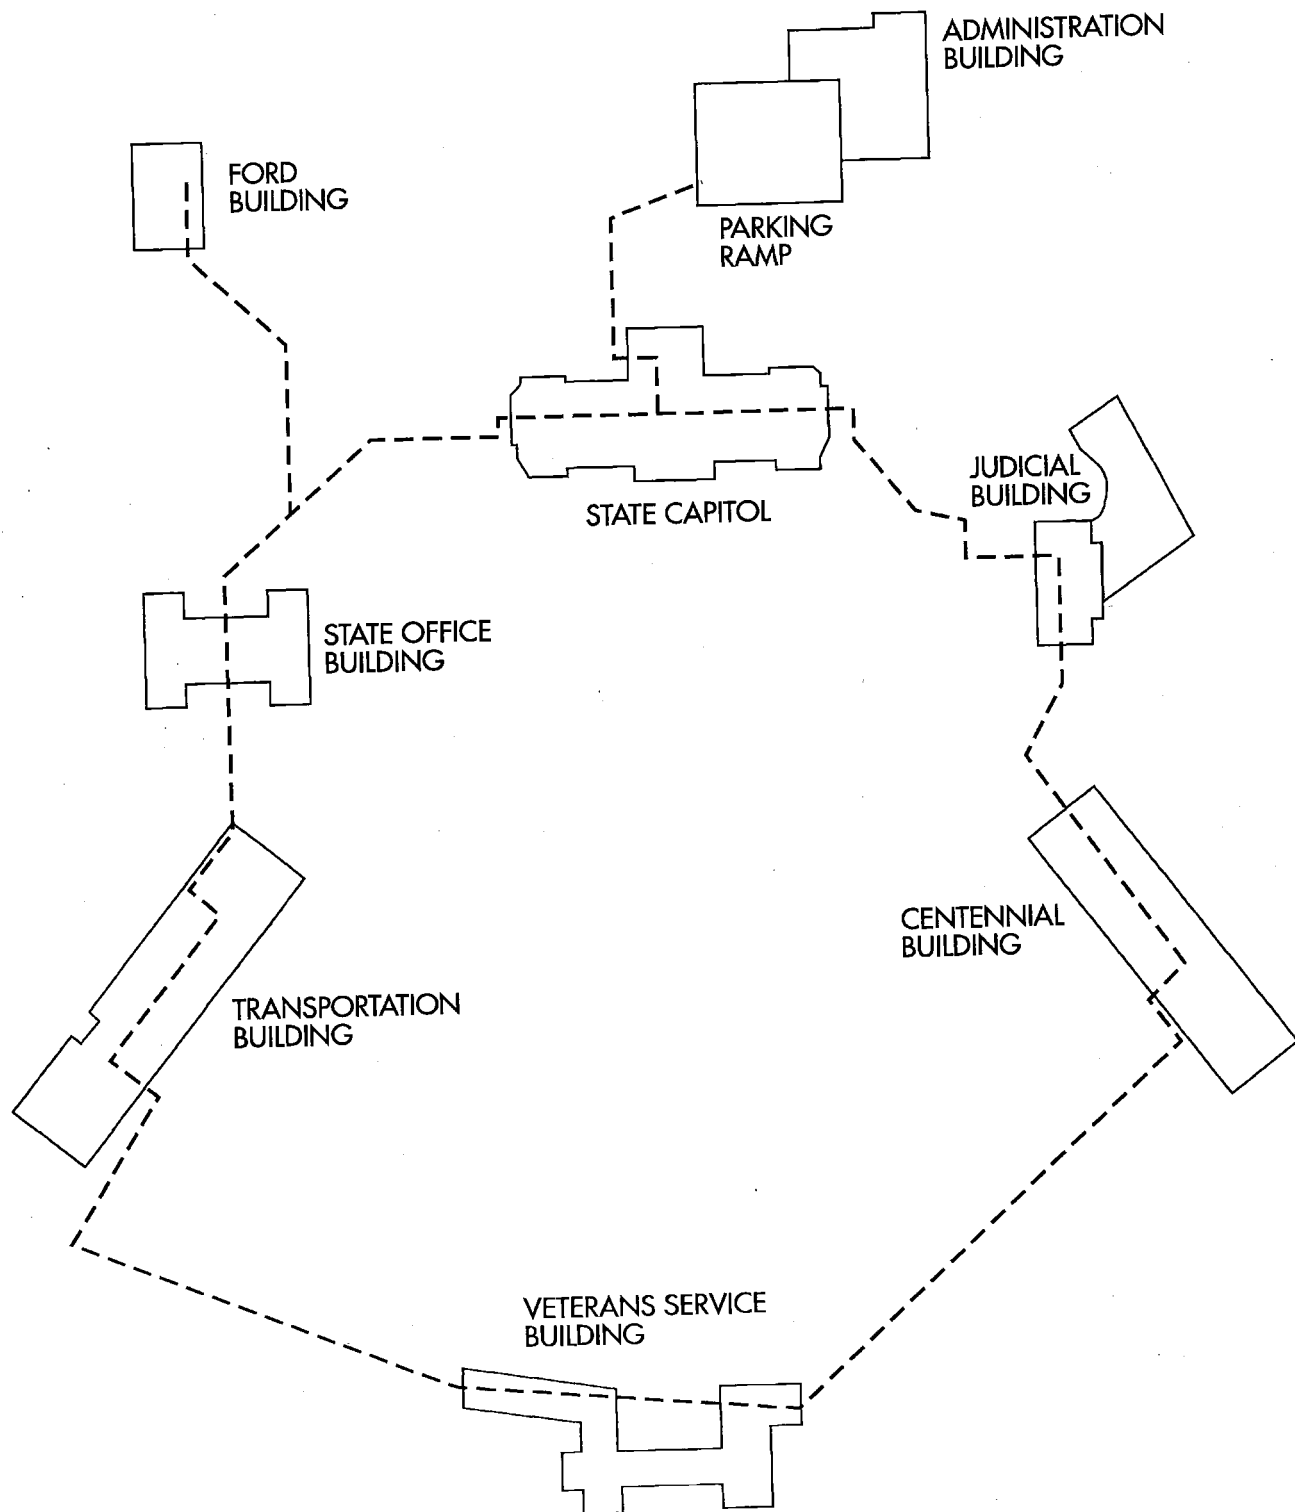 ADMINISTRATION
BUILDING
FORD
BUILDING
PARKING
RAMP
JUDICIAL
BUILDING
STATE CAPITOL
STATE OFFICE
BUILDING
CENTENNIAL
BUILDING
TRANSPORTATION
BUILDING
VETERANS SERVICE
BUILDING